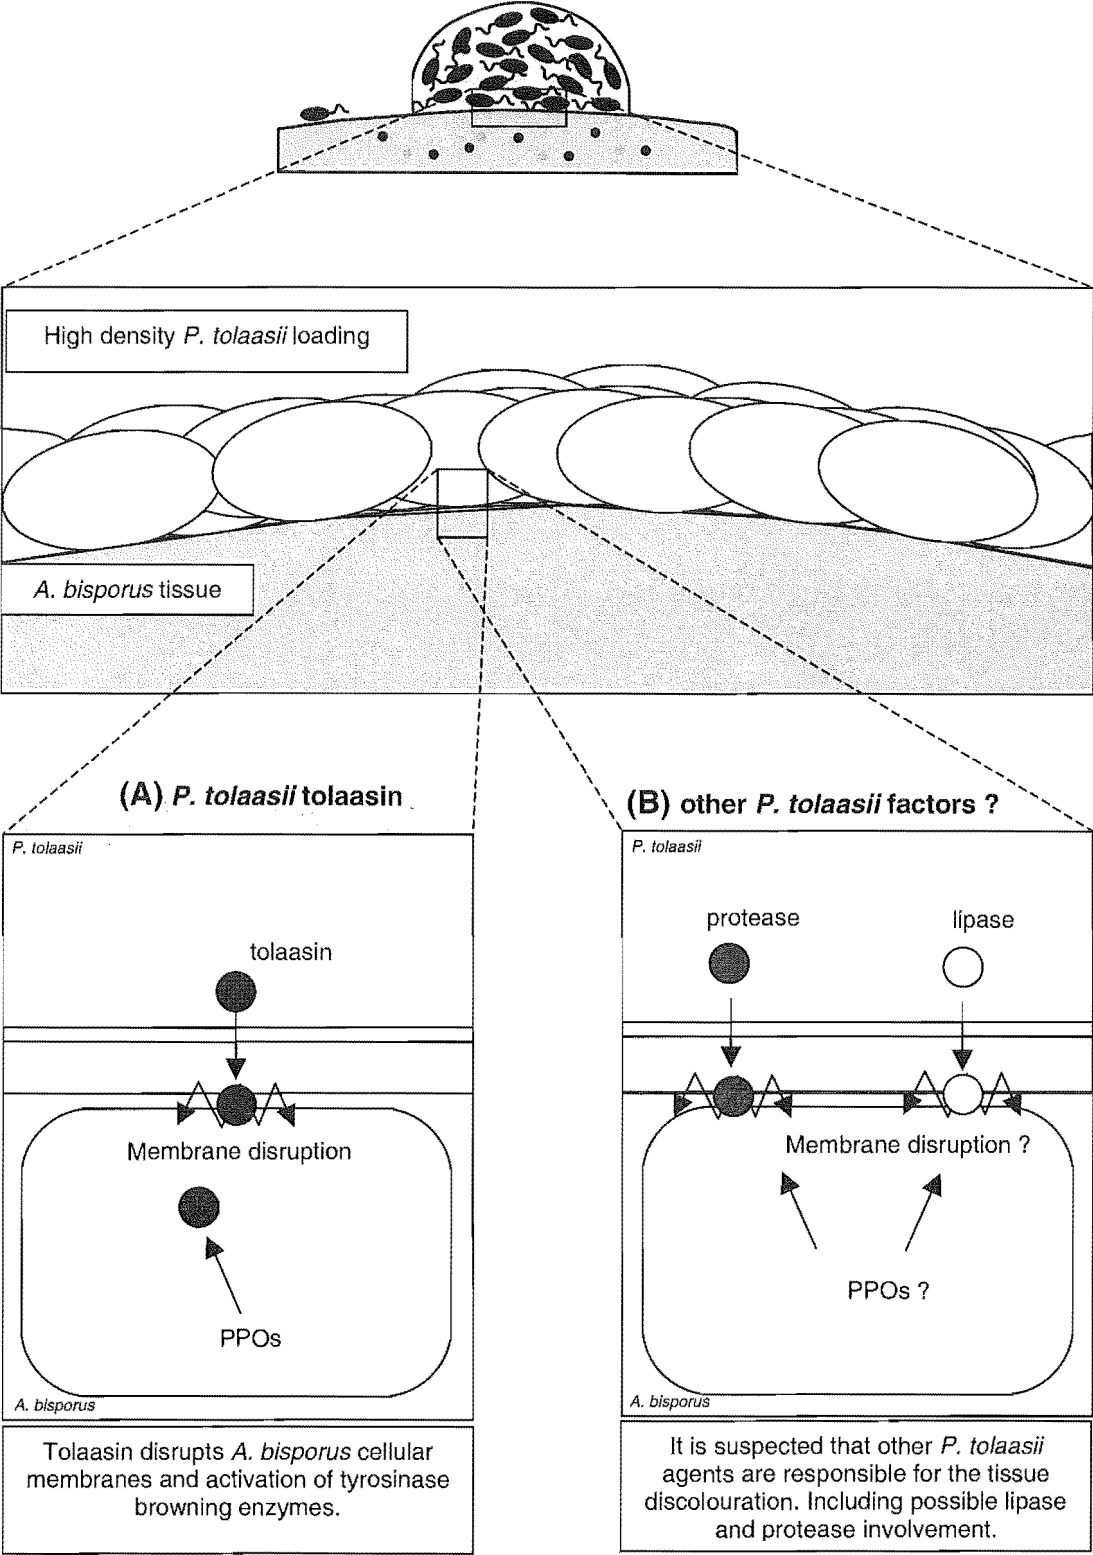 High density P. tolaasii loading
A. bisporus tissue
(A) P. tolaasii tolaasin
P. tolaasii
tolaasin
Membrane disruption
PPOs
A. bisporus
Tolaasin disrupts A. bisporus cellular
membranes and activation of tyrosinase
browning enzymes.
(B) other P. tolaasii factors ?
P. tolaasii
protease
lipase
Membrane disruption ?
PPOs ?
A. bisporus
It is suspected that other P. tolaasii
agents are responsible for the tissue
discolouration. Including possible lipase
and protease involvement.